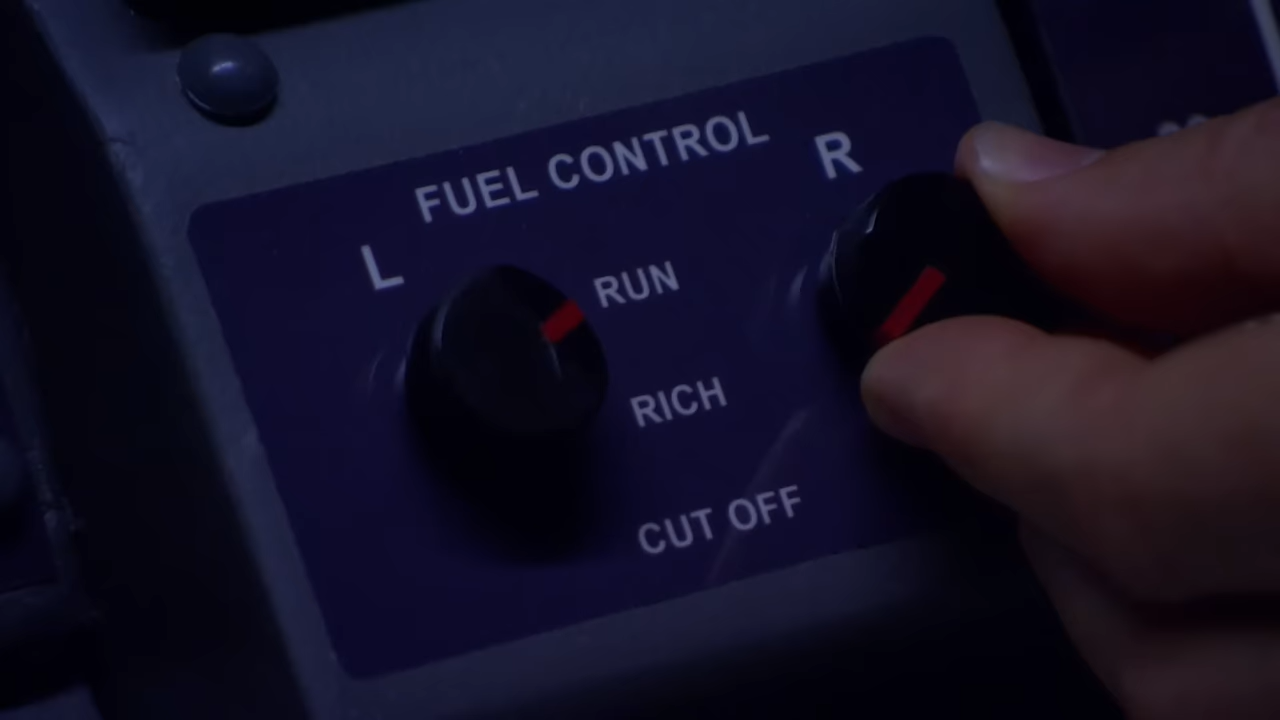 FUEL CONTROL
L
R
RUN
RICH
CUT OFF